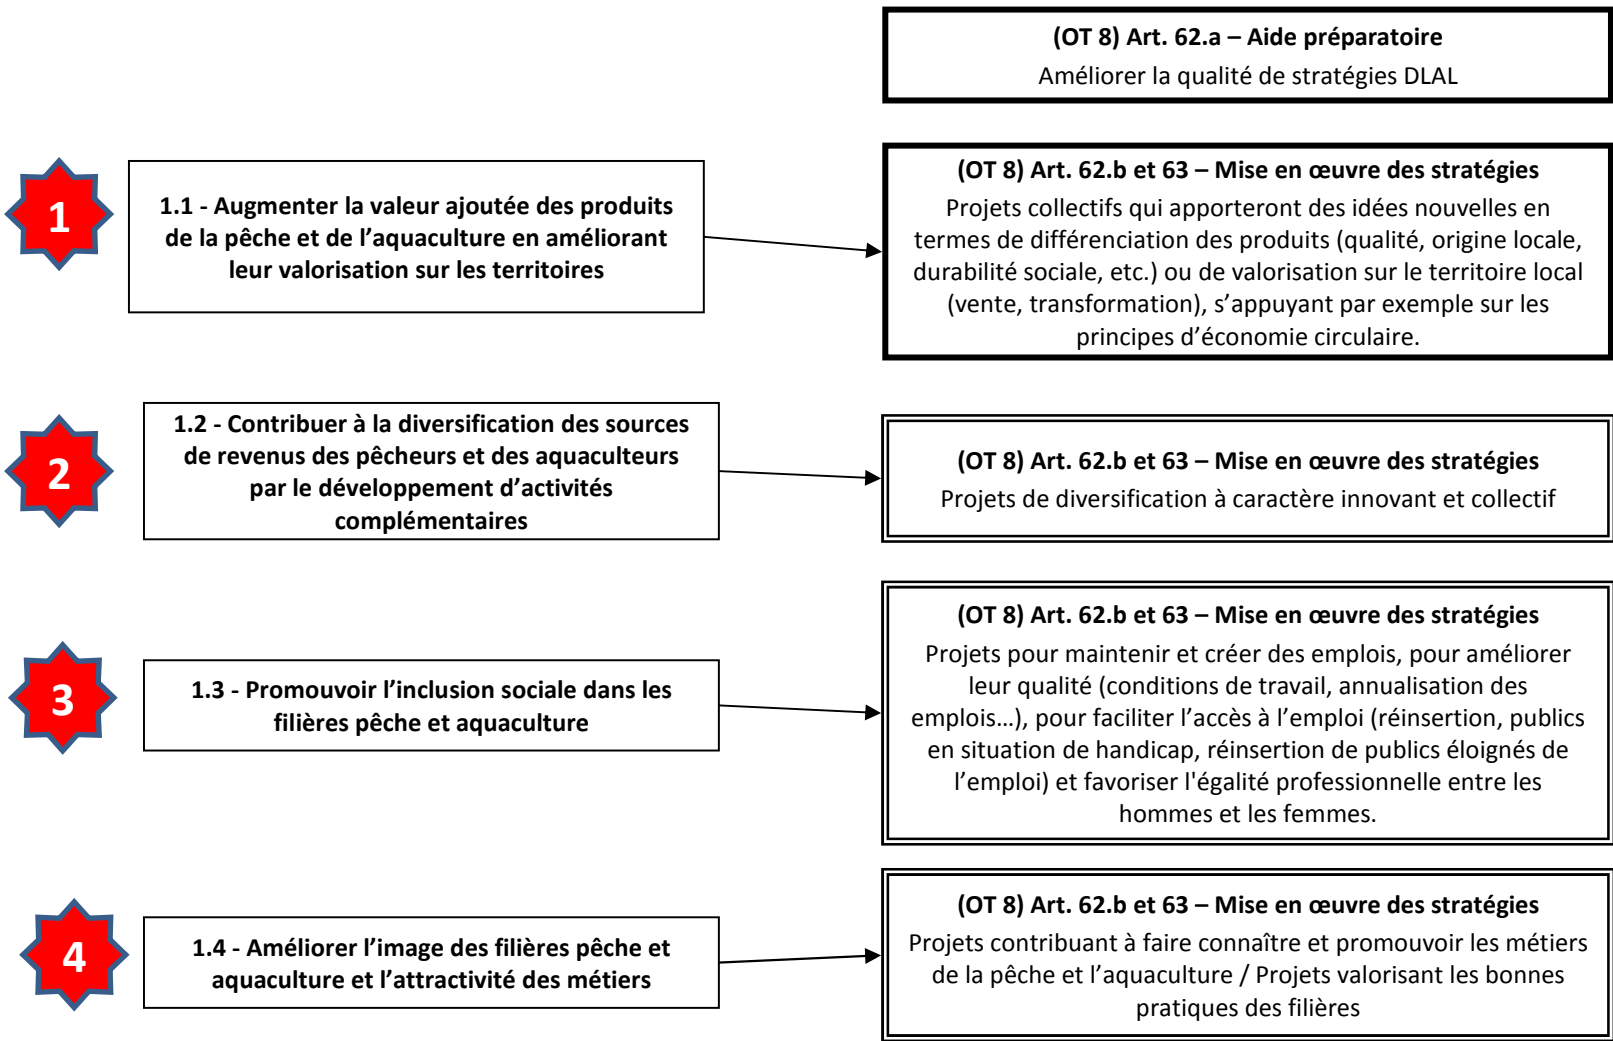 (OT 8) Art. 62.a – Aide préparatoire
Améliorer la qualité de stratégies DLAL
1
1.1 - Augmenter la valeur ajoutée des produits
de la pêche et de l’aquaculture en améliorant
leur valorisation sur les territoires
(OT 8) Art. 62.b et 63 – Mise en œuvre des stratégies
Projets collectifs qui apporteront des idées nouvelles en
termes de différenciation des produits (qualité, origine locale,
durabilité sociale, etc.) ou de valorisation sur le territoire local
(vente, transformation), s’appuyant par exemple sur les
principes d’économie circulaire.
2
1.2 - Contribuer à la diversification des sources
de revenus des pêcheurs et des aquaculteurs
par le développement d’activités
complémentaires
(OT 8) Art. 62.b et 63 – Mise en œuvre des stratégies
Projets de diversification à caractère innovant et collectif
3
1.3 - Promouvoir l’inclusion sociale dans les
filières pêche et aquaculture
(OT 8) Art. 62.b et 63 – Mise en œuvre des stratégies
Projets pour maintenir et créer des emplois, pour améliorer
leur qualité (conditions de travail, annualisation des
emplois…), pour faciliter l’accès à l’emploi (réinsertion, publics
en situation de handicap, réinsertion de publics éloignés de
l’emploi) et favoriser l'égalité professionnelle entre les
hommes et les femmes.
4
1.4 - Améliorer l’image des filières pêche et
aquaculture et l’attractivité des métiers
(OT 8) Art. 62.b et 63 – Mise en œuvre des stratégies
Projets contribuant à faire connaître et promouvoir les métiers
de la pêche et l’aquaculture / Projets valorisant les bonnes
pratiques des filières